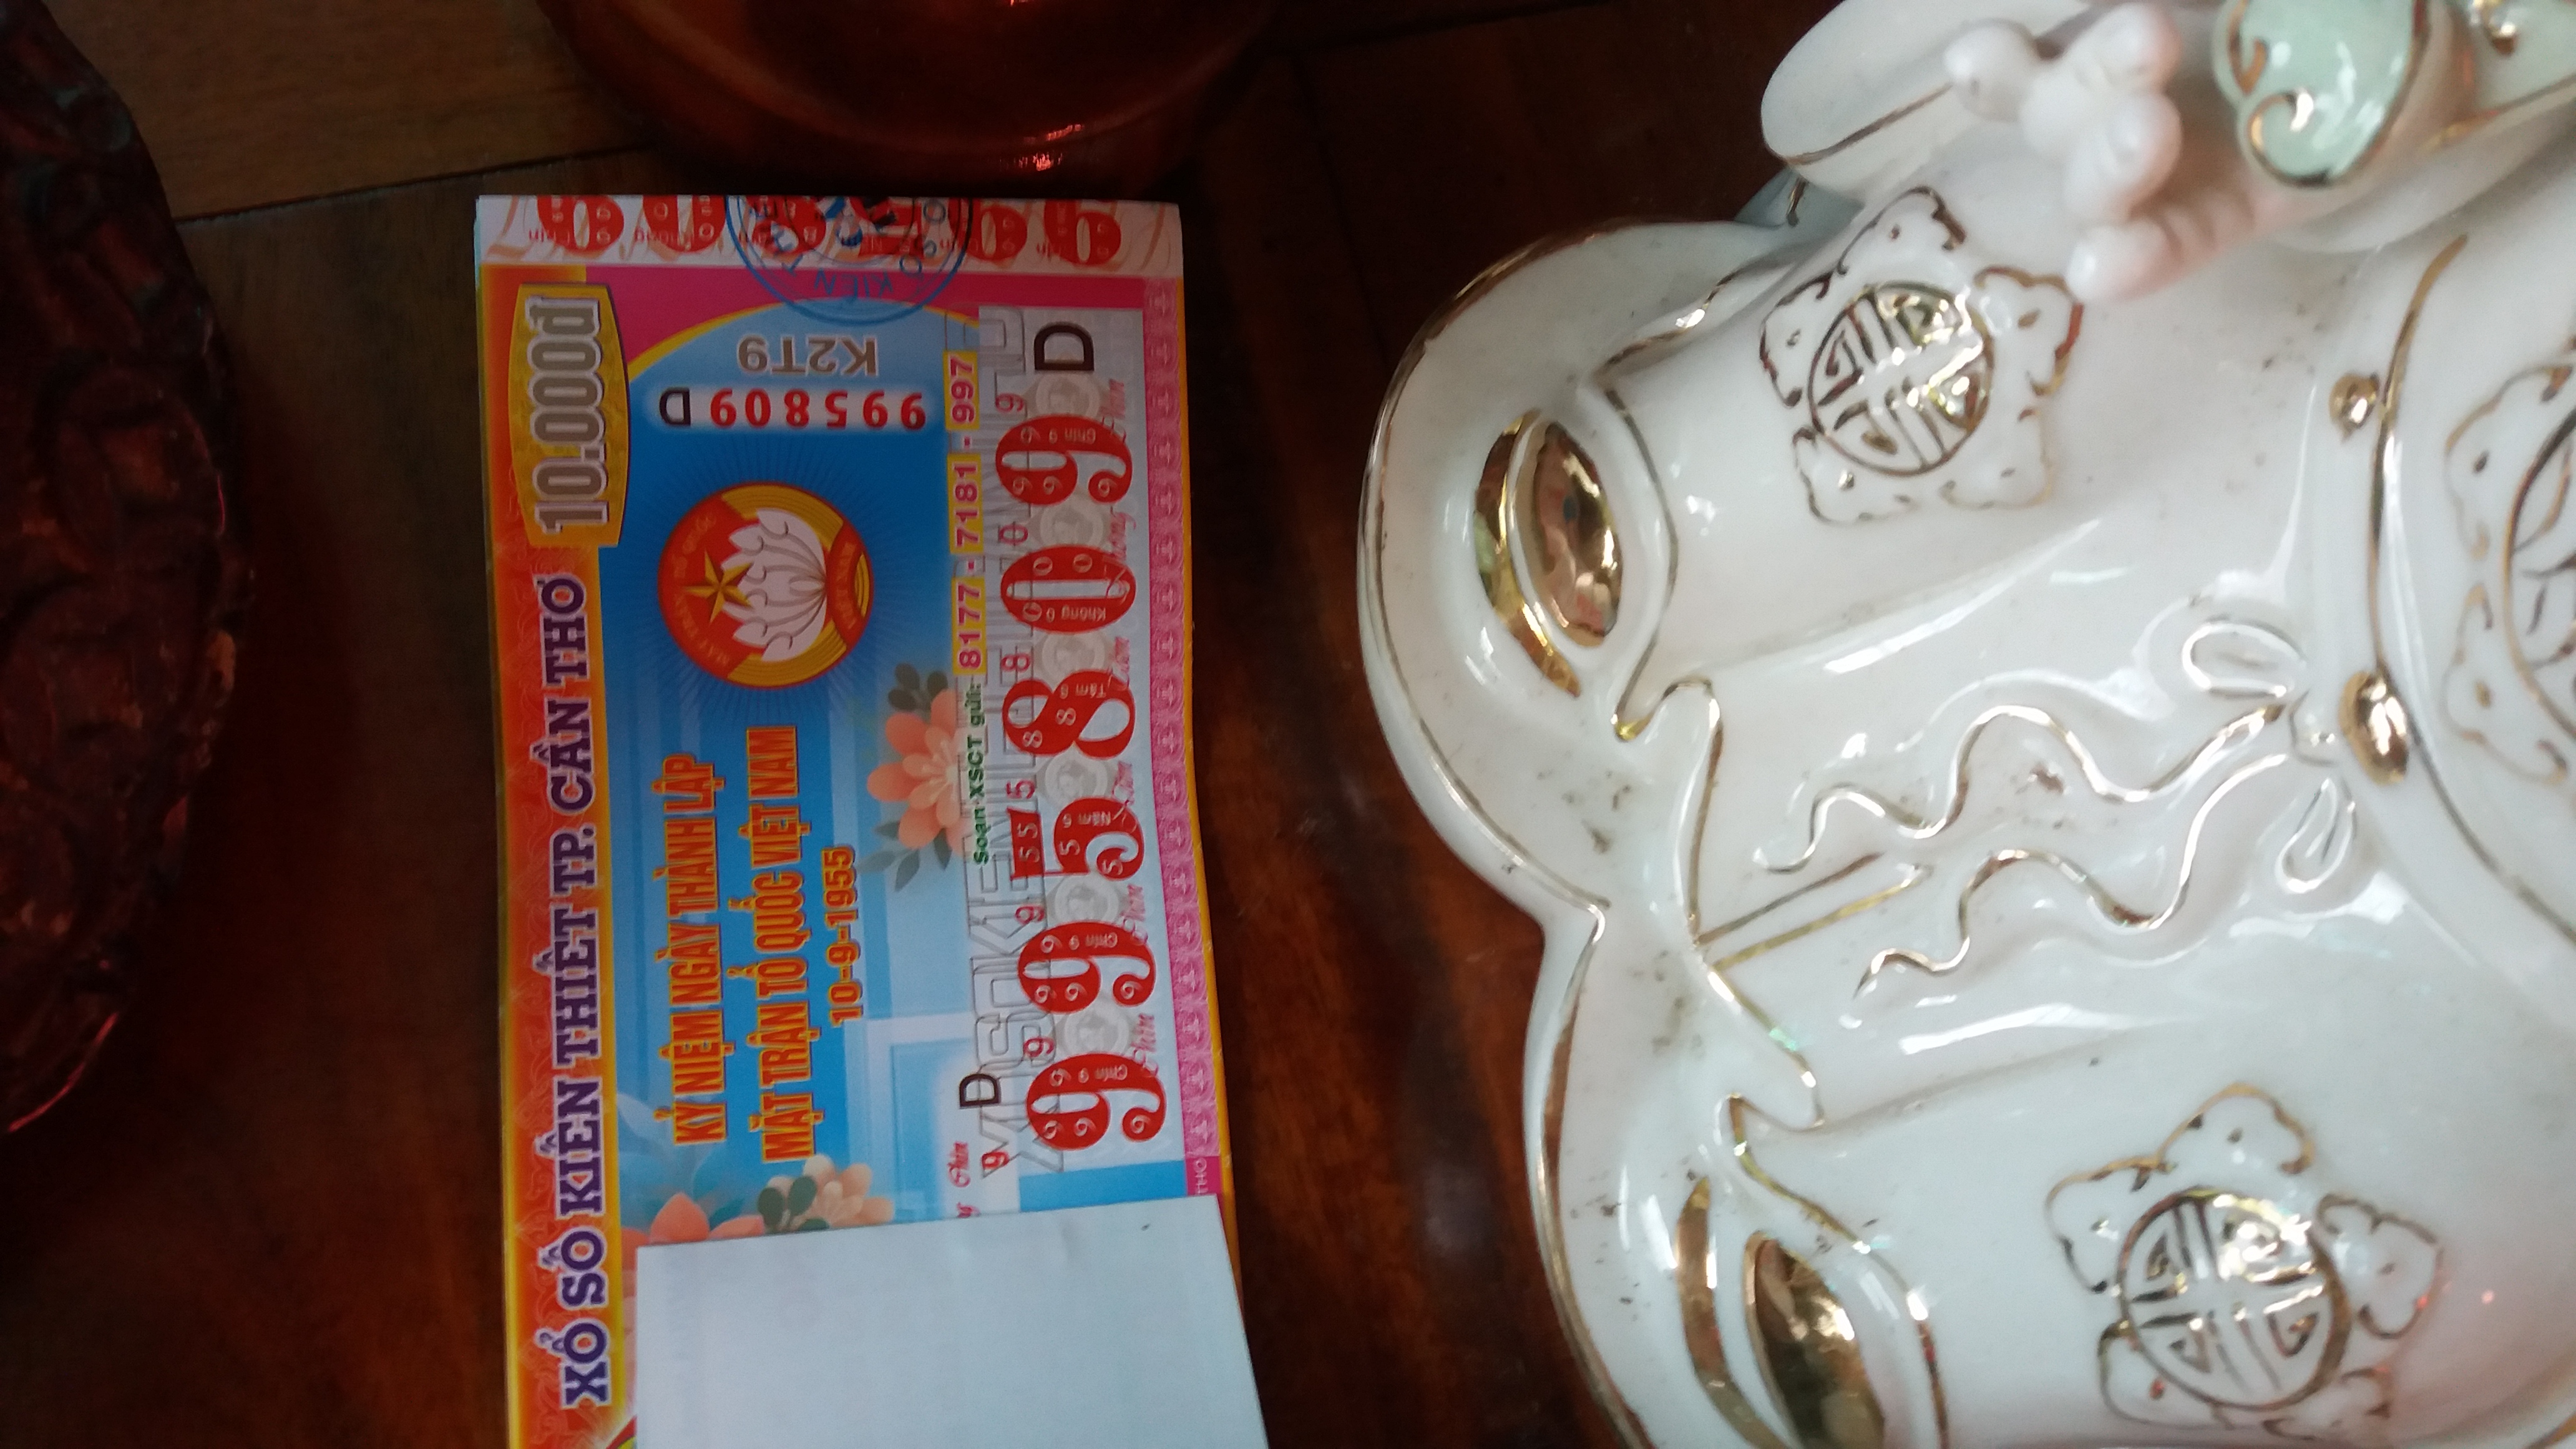 XỔ SỐ KIẾN THIẾT TP. CẦN THƠ
10.000đ
KỶ NIỆM NGÀY THÀNH LẬP
MẶT TRẬN TỔ QUỐC VIỆT NAM
10-9-1955
995809 D
K2T9
Soạn XSCT gửi: 8177 - 7181 - 997
D
995809 D